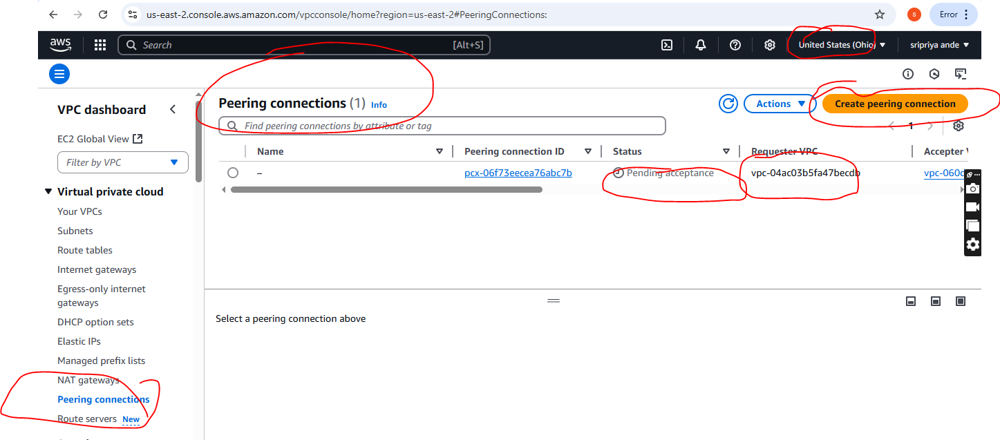 us-east-2.console.aws.amazon.com/vpcconsole/home?region=us-east-2#PeeringConnections:
S
Error
aws
Search
[Alt+S]
United States (Ohio)
sripriya ande
VPC dashboard
EC2 Global View
Filter by VPC
Virtual private cloud
Your VPCs
Subnets
Route tables
Internet gateways
Egress-only internet
gateways
DHCP option sets
Elastic IPs
Managed prefix lists
NAT gateways
Peering connections
Route servers New
Peering connections (1) Info
Actions
Create peering connection
Find peering connections by attribute or tag
1
Name
Peering connection ID
Status
Requester VPC
Accepter
–
pcx-06f73eecea76abc7b
Pending acceptance
vpc-04ac03b5fa47becdb
vpc-060c
Select a peering connection above